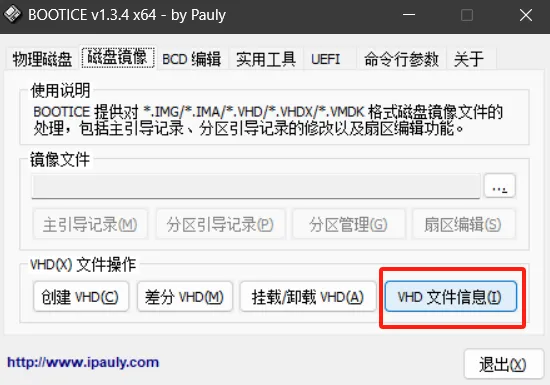 BOOTICE v1.3.4 x64 - by Pauly
物理磁盘 磁盘镜像 BCD 编辑 实用工具 UEFI 命令行参数 关于
使用说明
BOOTICE 提供对 *.IMG/*.IMA/*.VHD/*.VHDX/*.VMDK 格式磁盘镜像文件的
处理，包括主引导记录、分区引导记录的修改以及扇区编辑功能。
镜像文件
...
主引导记录(M) 分区引导记录(P) 分区管理(G) 扇区编辑(S)
VHD(X) 文件操作
创建 VHD(C) 差分 VHD(M) 挂载/卸载 VHD(A) VHD 文件信息(I)
http://www.ipauly.com
退出(X)